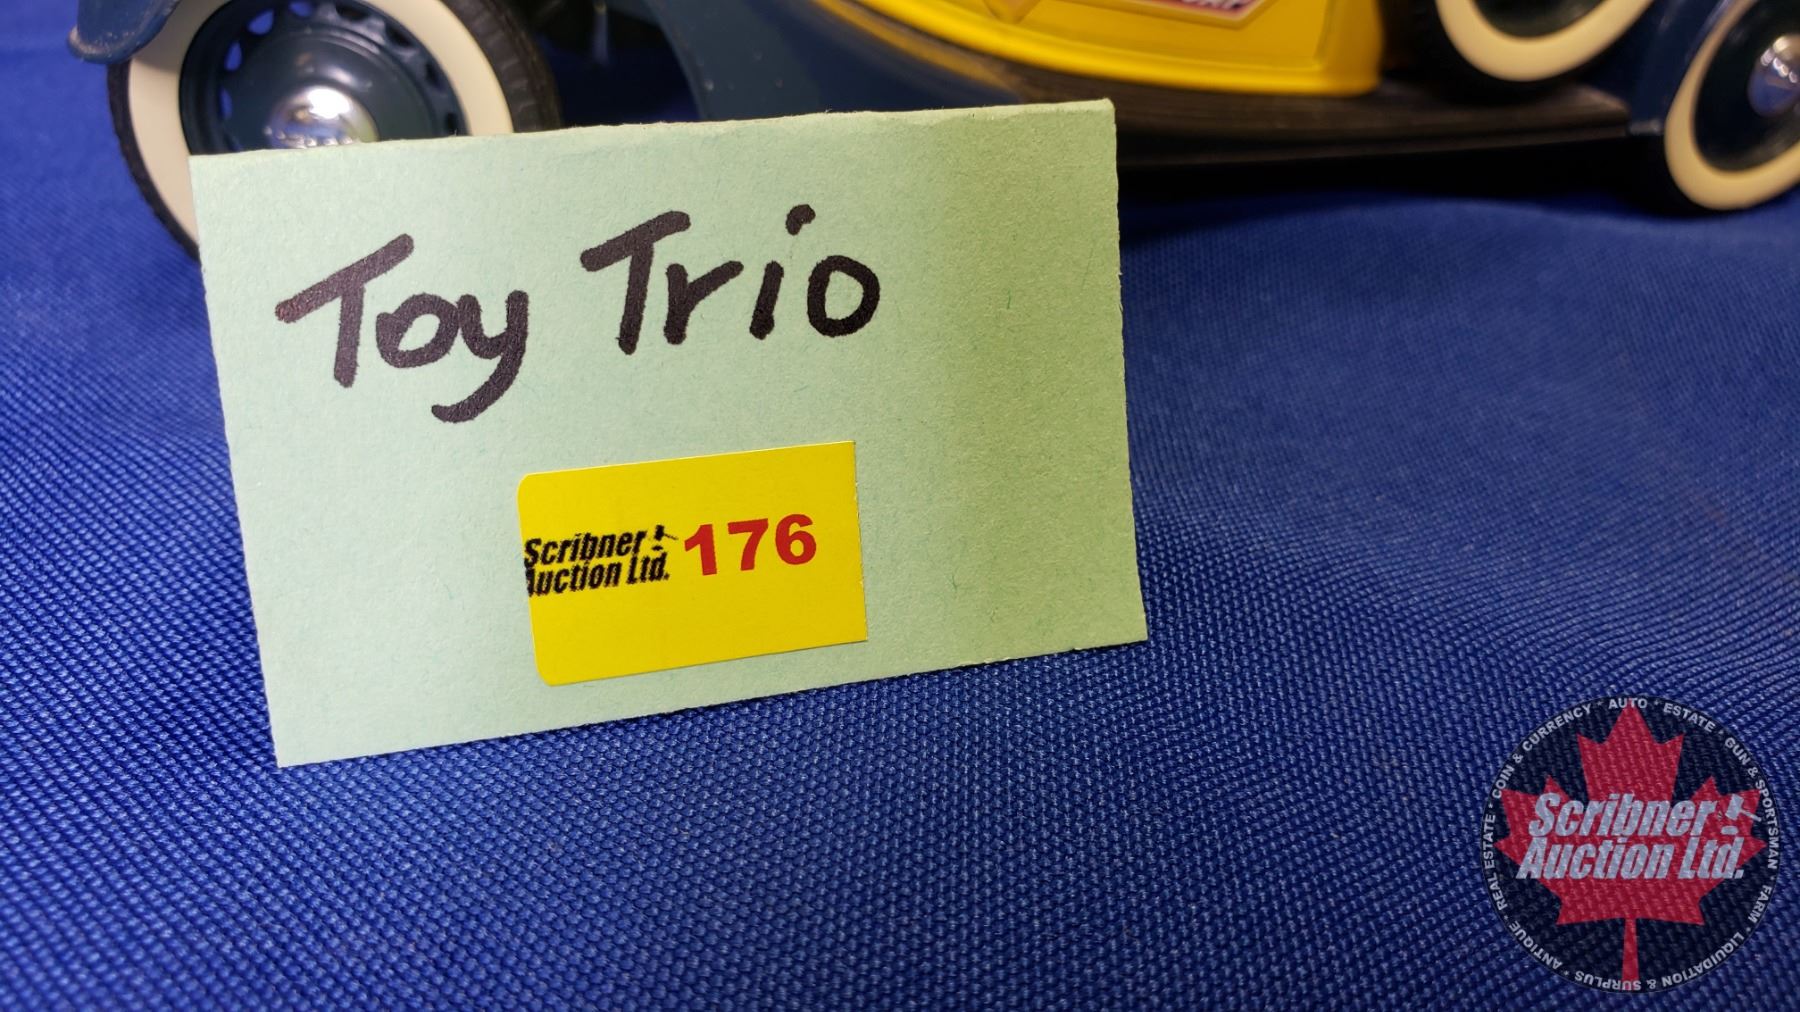 Toy Trio
Scribner
Auction Ltd.
176
REAL ESTATE * COIN & CURRENCY * AUTO * ESTATE * GUN & SPORTSMAN * FARM * LIQUIDATION & SURPLUS * ANTIQUE *
Scribner
Auction Ltd.